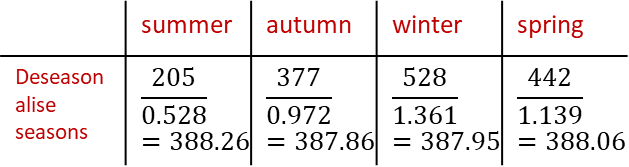 summer autumn winter spring
Deseason
alise
seasons
205 377 528 442
0.528 0.972 1.361 1.139
= 388.26 = 387.86 = 387.95 = 388.06